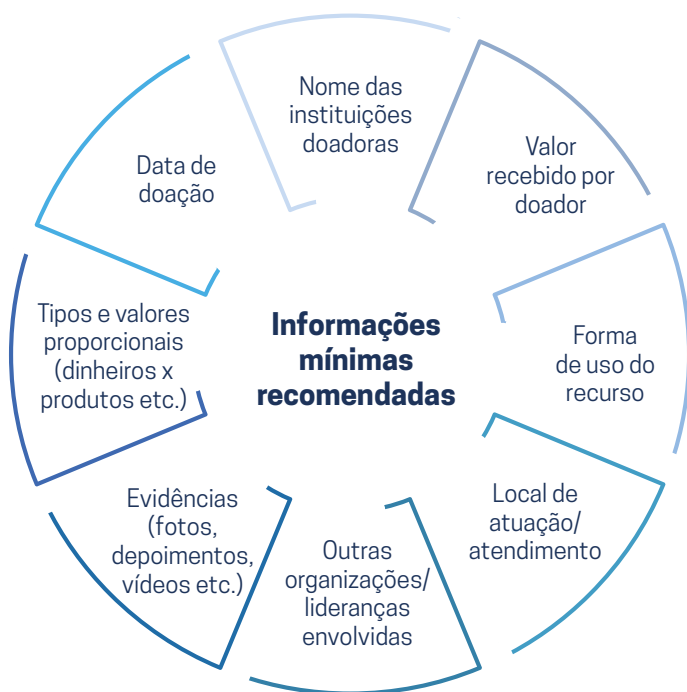 Informações
mínimas
recomendadas
Nome das
instituições
doadoras
Valor
recebido por
doador
Forma
de uso do
recurso
Local de
atuação/
atendimento
Outras
organizações/
lideranças
envolvidas
Evidências
(fotos,
depoimentos,
vídeos etc.)
Tipos e valores
proporcionais
(dinheiros x
produtos etc.)
Data de
doação